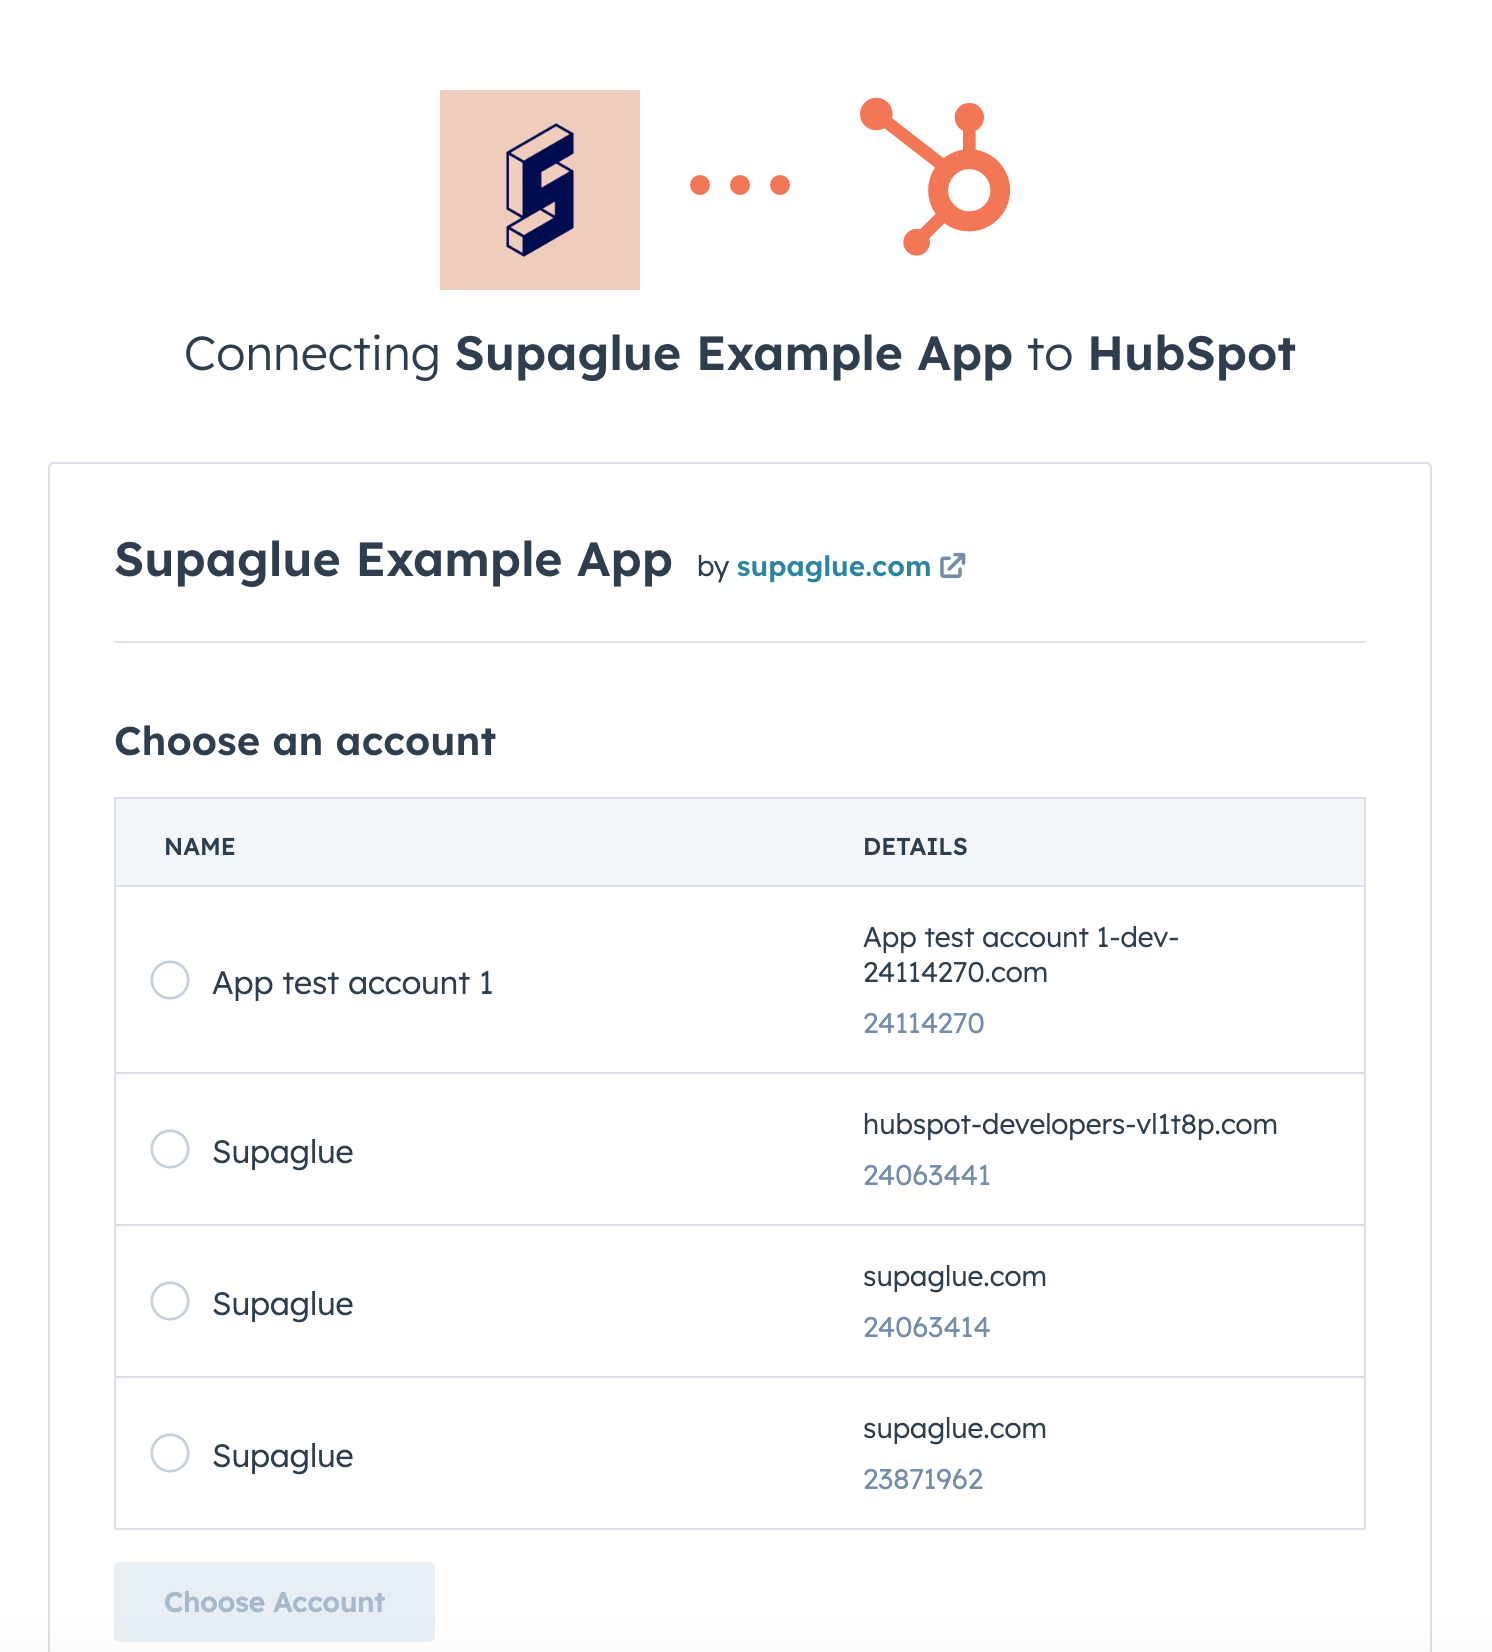 Connecting Supaglue Example App to HubSpot
Supaglue Example App by supaglue.com
Choose an account
NAME DETAILS
App test account 1
App test account 1-dev-
24114270.com
24114270
Supaglue
hubspot-developers-vl1t8p.com
24063441
Supaglue
supaglue.com
24063414
Supaglue
supaglue.com
23871962
Choose Account